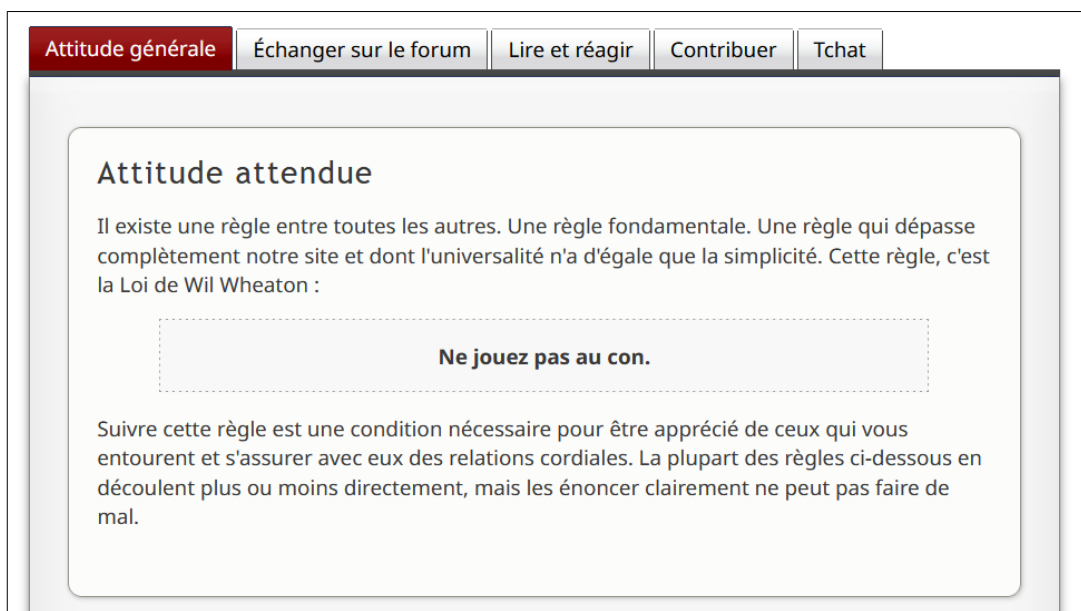 Attitude générale
Échanger sur le forum
Lire et réagir
Contribuer
Tchat
Attitude attendue
Il existe une règle entre toutes les autres. Une règle fondamentale. Une règle qui dépasse
complètement notre site et dont l'universalité n'a d'égale que la simplicité. Cette règle, c'est
la Loi de Wil Wheaton :
Ne jouez pas au con.
Suivre cette règle est une condition nécessaire pour être apprécié de ceux qui vous
entourent et s'assurer avec eux des relations cordiales. La plupart des règles ci-dessous en
découlent plus ou moins directement, mais les énoncer clairement ne peut pas faire de
mal.